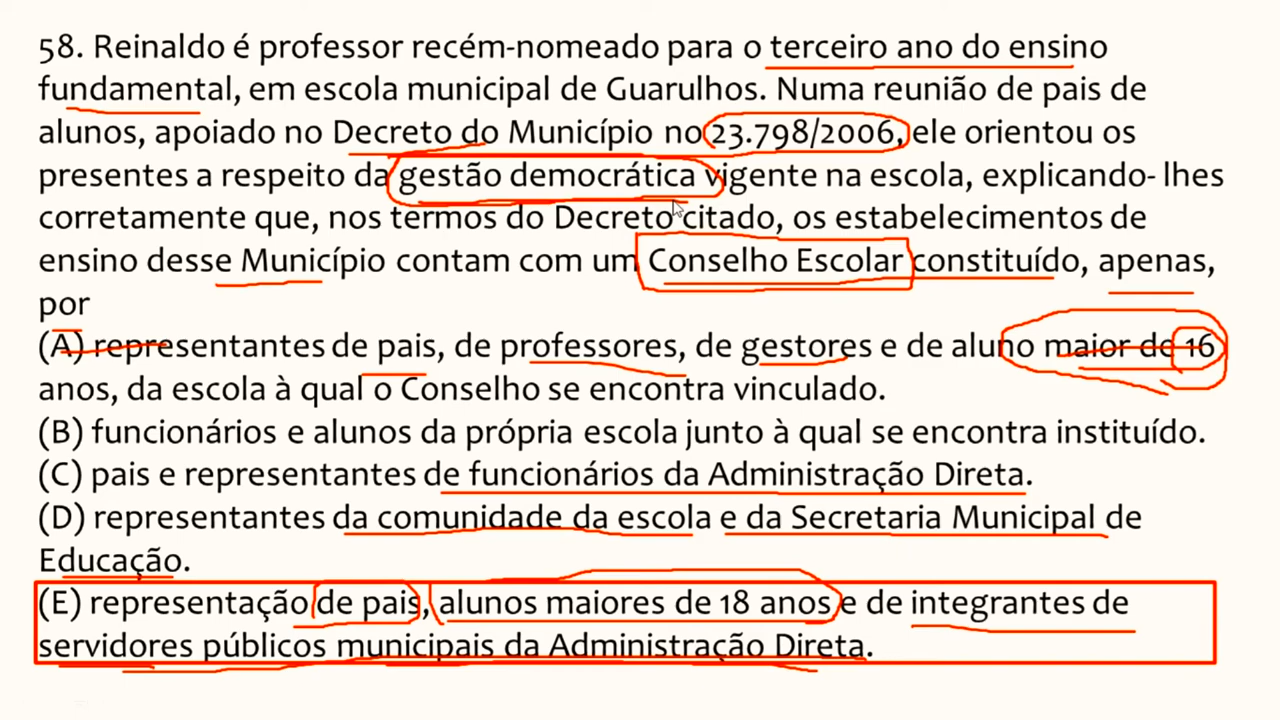 58. Reinaldo é professor recém-nomeado para o terceiro ano do ensino
fundamental, em escola municipal de Guarulhos. Numa reunião de pais de
alunos, apoiado no Decreto do Município no 23.798/2006, ele orientou os
presentes a respeito da gestão democrática vigente na escola, explicando- lhes
corretamente que, nos termos do Decreto citado, os estabelecimentos de
ensino desse Município contam com um Conselho Escolar constituído, apenas,
por
(A) representantes de pais, de professores, de gestores e de aluno maior de 16
anos, da escola à qual o Conselho se encontra vinculado.
(B) funcionários e alunos da própria escola junto à qual se encontra instituído.
(C) pais e representantes de funcionários da Administração Direta.
(D) representantes da comunidade da escola e da Secretaria Municipal de
Educação.
(E) representação de pais, alunos maiores de 18 anos e de integrantes de
servidores públicos municipais da Administração Direta.